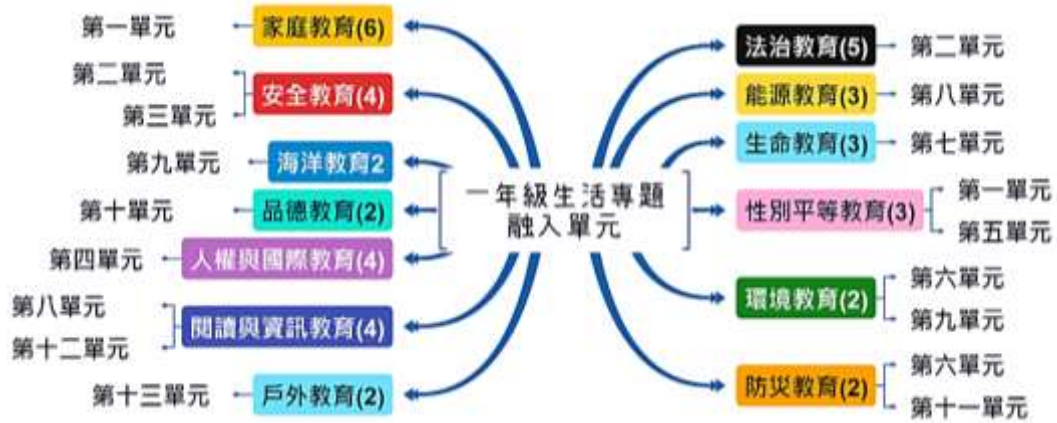 一年級生活專題
融入單元
家庭教育(6)
第一單元
安全教育(4)
第二單元
第三單元
海洋教育2
第九單元
品德教育(2)
第十單元
人權與國際教育(4)
第四單元
閱讀與資訊教育(4)
第八單元
第十二單元
戶外教育(2)
第十三單元
法治教育(5)
第二單元
能源教育(3)
第八單元
生命教育(3)
第七單元
性別平等教育(3)
第一單元
第五單元
環境教育(2)
第六單元
第九單元
防災教育(2)
第六單元
第十一單元